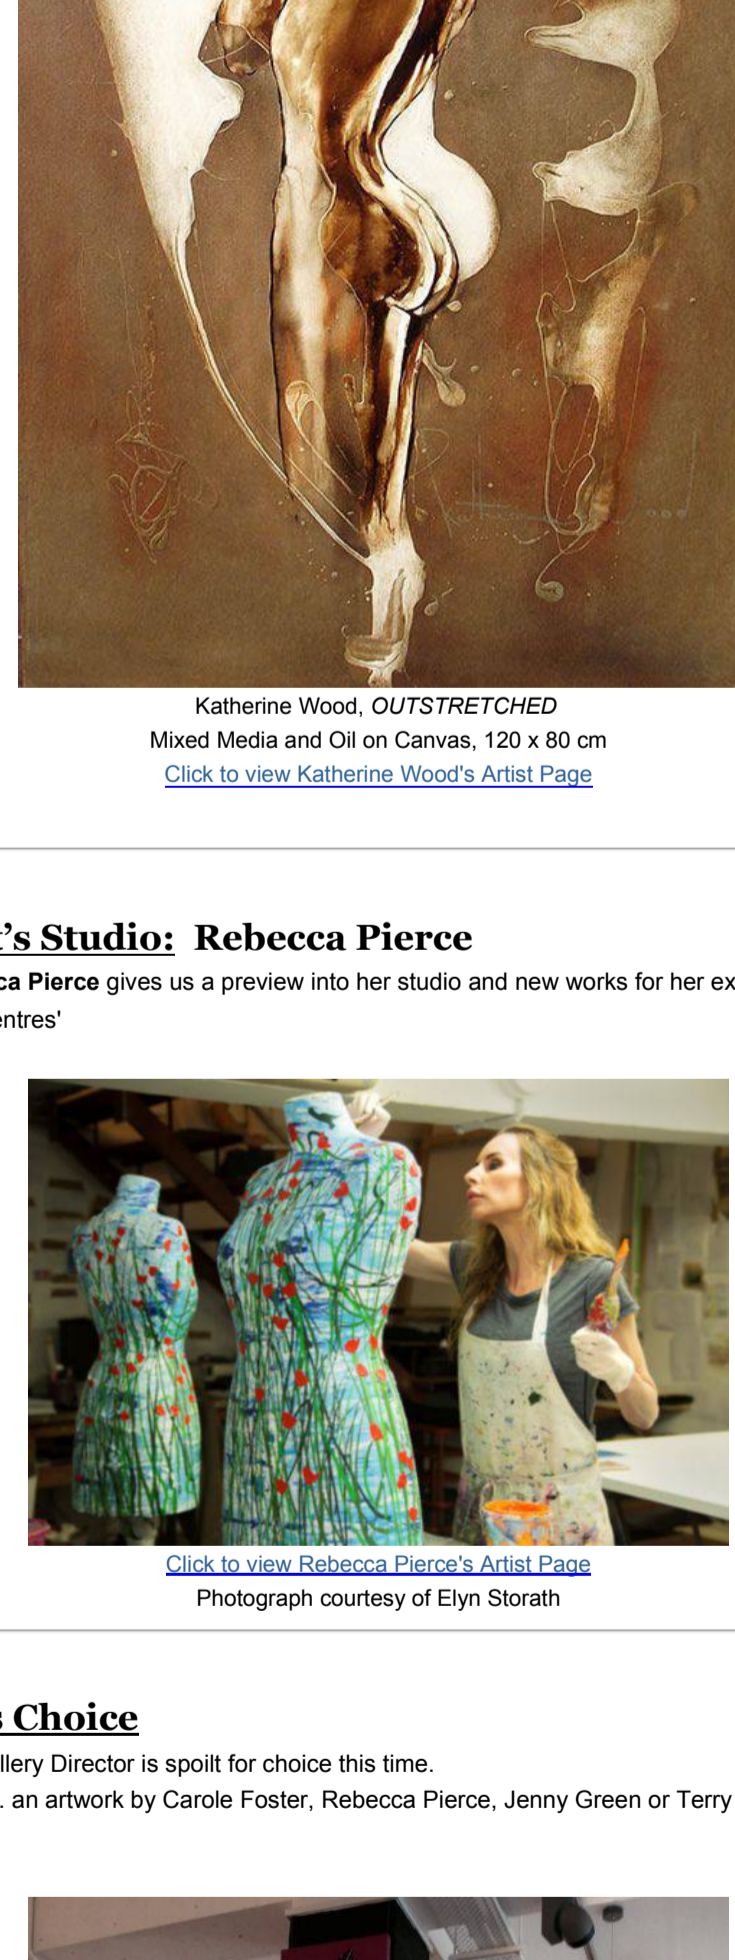 Katherine Wood, OUTSTRETCHED
Mixed Media and Oil on Canvas, 120 x 80 cm
Click to view Katherine Wood's Artist Page
t’s Studio: Rebecca Pierce
ca Pierce gives us a preview into her studio and new works for her ex
entres'
Click to view Rebecca Pierce's Artist Page
Photograph courtesy of Elyn Storath
s Choice
llery Director is spoilt for choice this time.
. an artwork by Carole Foster, Rebecca Pierce, Jenny Green or Terry